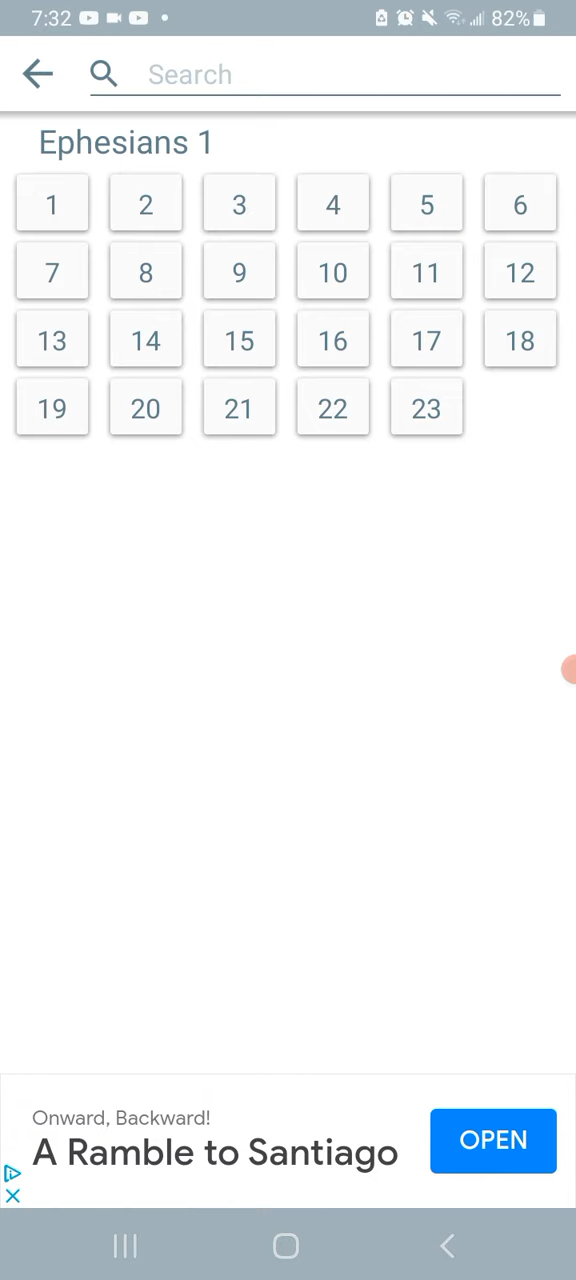 7:32 82%
Search
Ephesians 1
1 2 3 4 5 6
7 8 9 10 11 12
13 14 15 16 17 18
19 20 21 22 23
Onward, Backward!
A Ramble to Santiago
OPEN